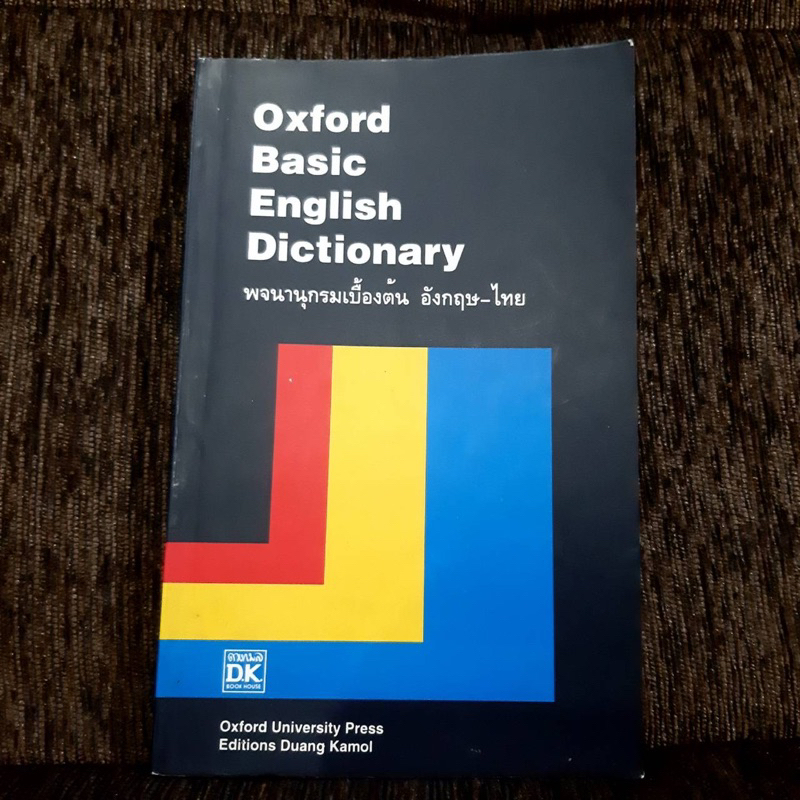 Oxford
Basic
English
Dictionary
พจนานุกรมเบื้องต้น อังกฤษ-ไทย
ดวงกมล
D.K.
BOOK HOUSE
Oxford University Press
Editions Duang Kamol